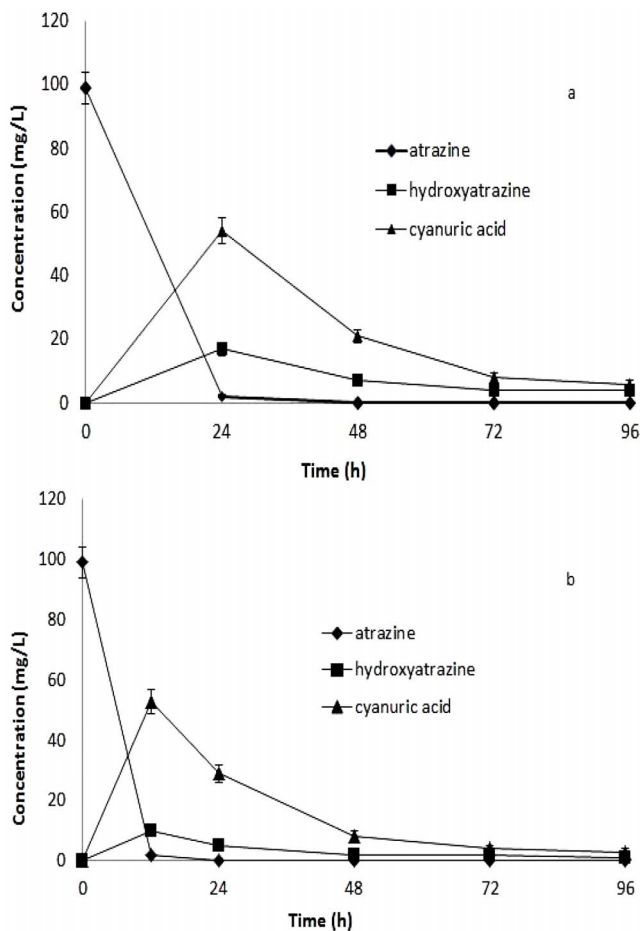 120
a
100
atrazine
80
hydroxyatrazine
60
cyanuric acid
40
20
0
Concentration (mg/L)
0 24 48 72 96
Time (h)
120
b
100
atrazine
80
hydroxyatrazine
60
cyanuric acid
40
20
0
Concentration (mg/L)
0 24 48 72 96
Time (h)